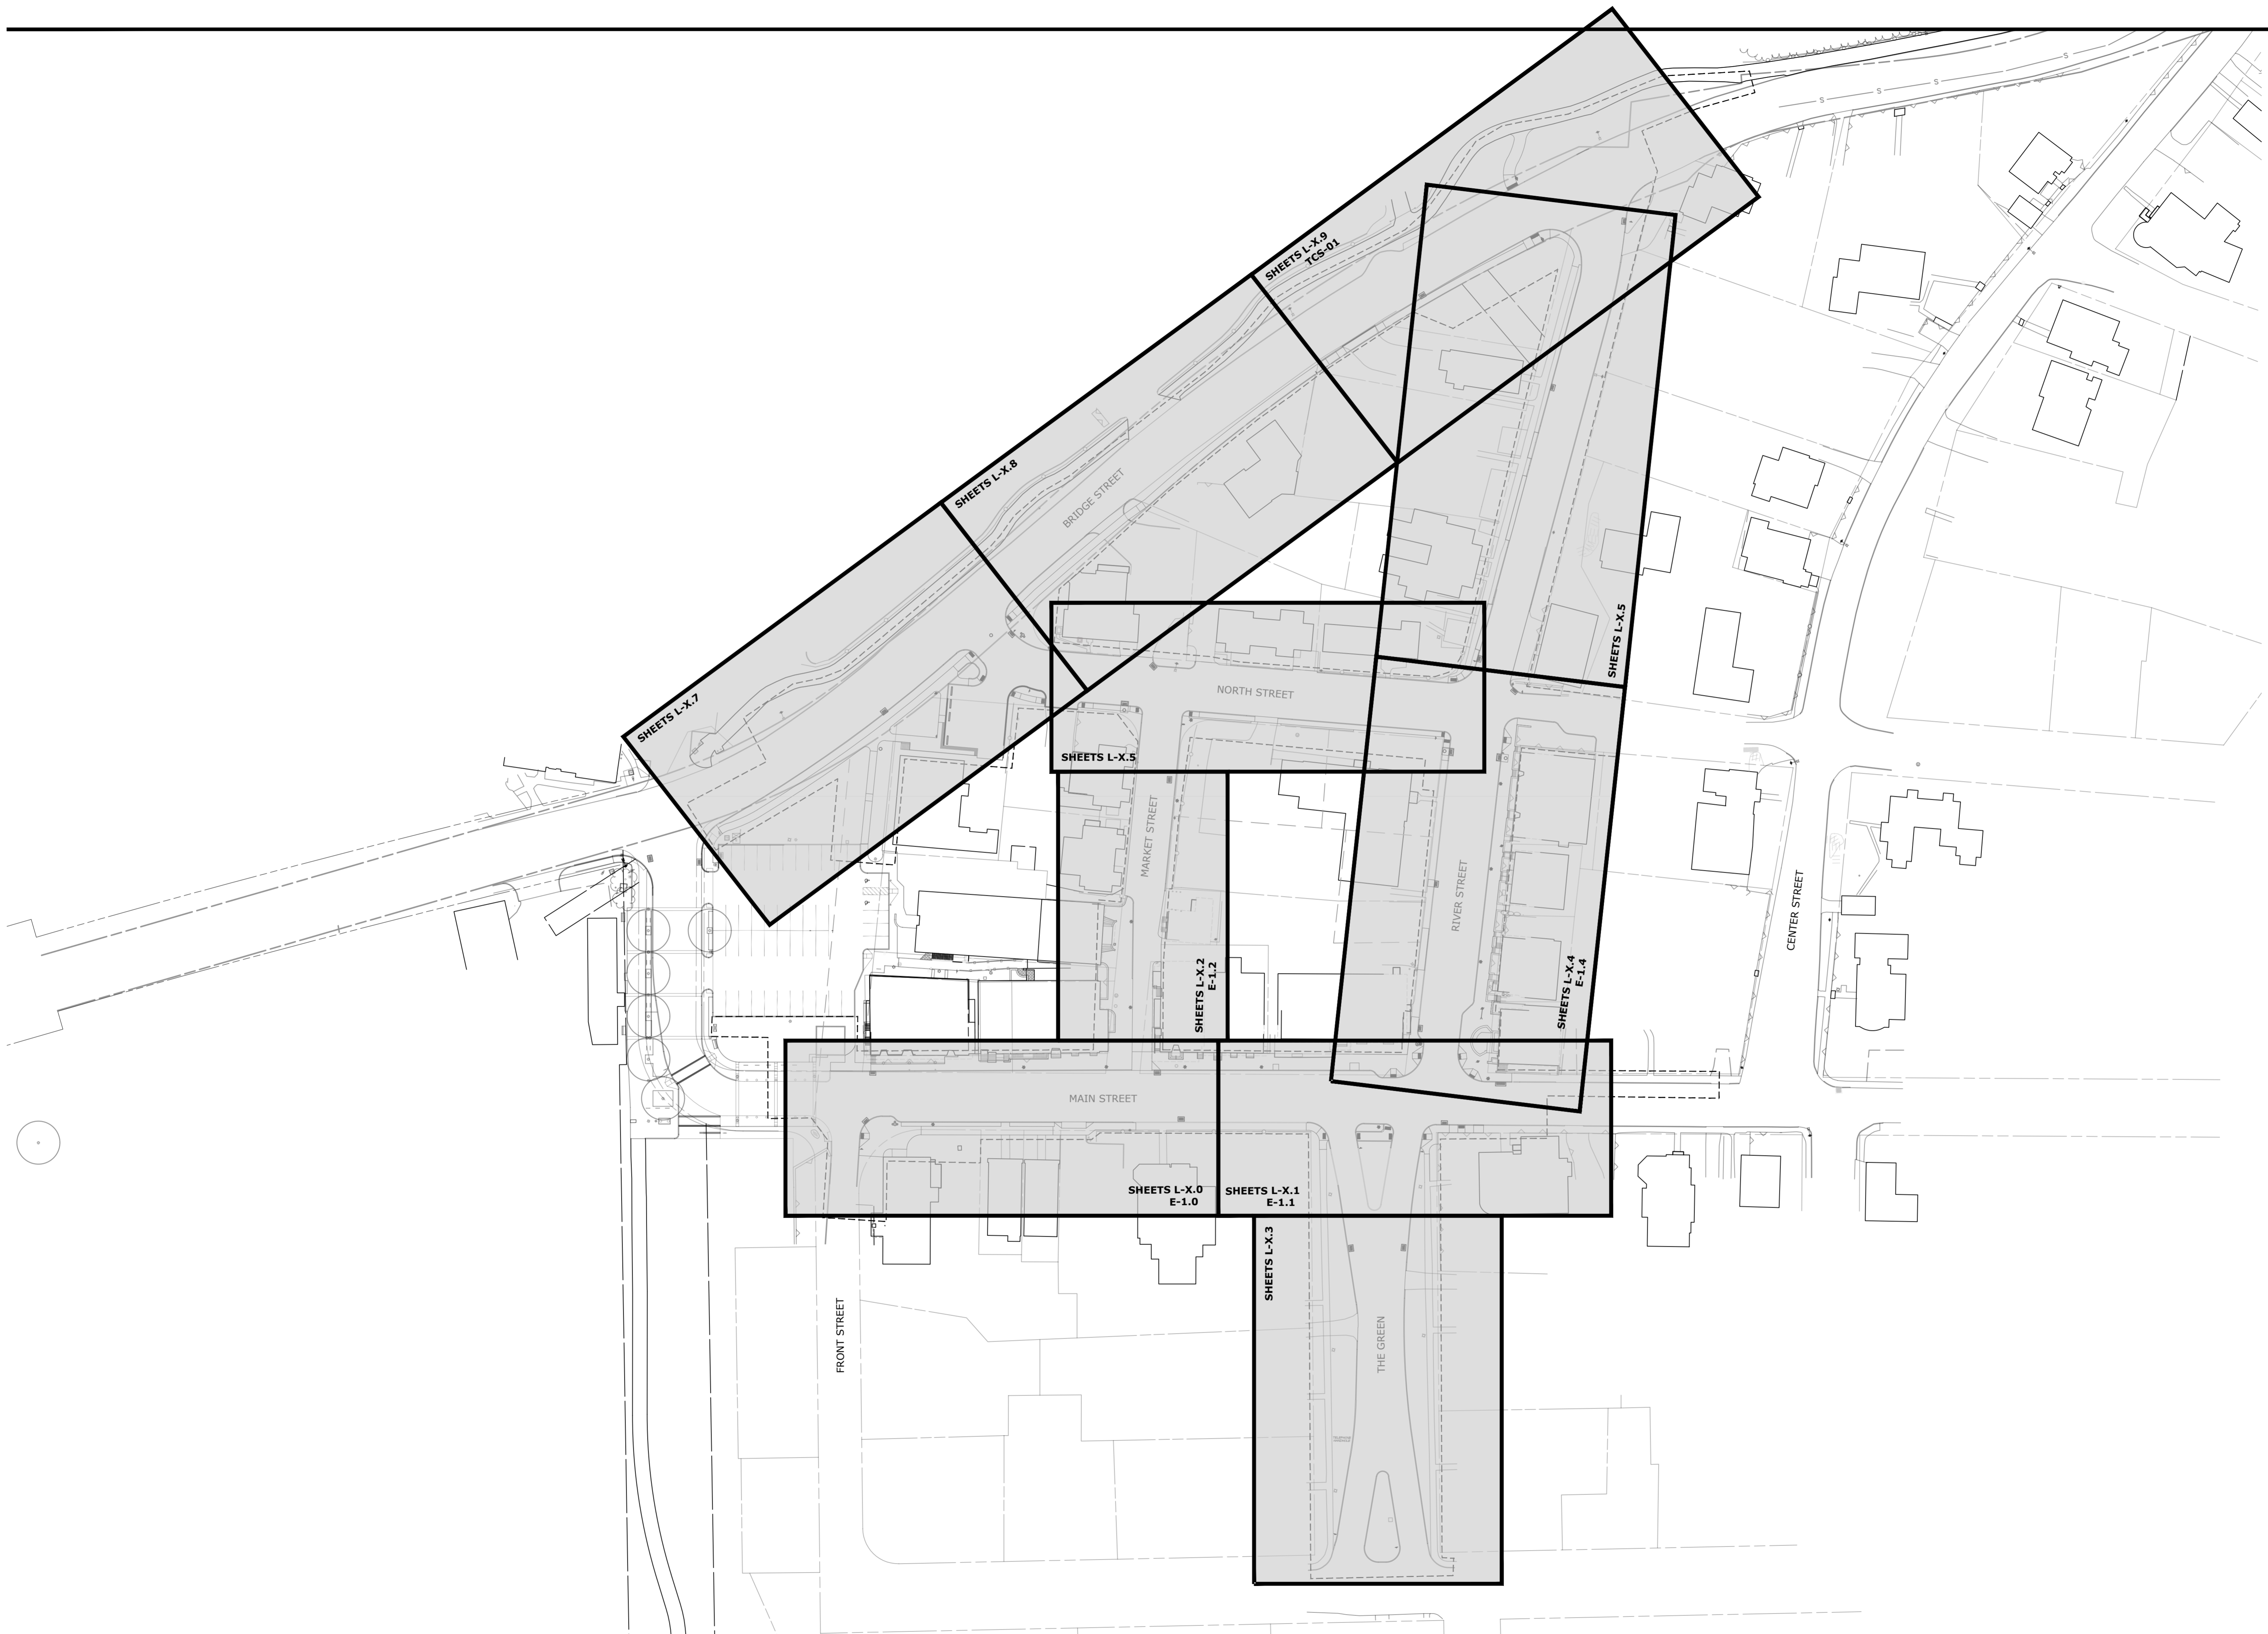 S
S
S
S
SHEETS L-X.9
TCS-01
SHEETS L-X.8
BRIDGE STREET
SHEETS L-X.5
SHEETS L-X.7
NORTH STREET
SHEETS L-X.5
MARKET STREET
RIVER STREET
CENTER STREET
SHEETS L-X.2
E-1.2
SHEETS L-X.4
E-1.4
MAIN STREET
SHEETS L-X.0
E-1.0
SHEETS L-X.1
E-1.1
SHEETS L-X.3
FRONT STREET
THE GREEN